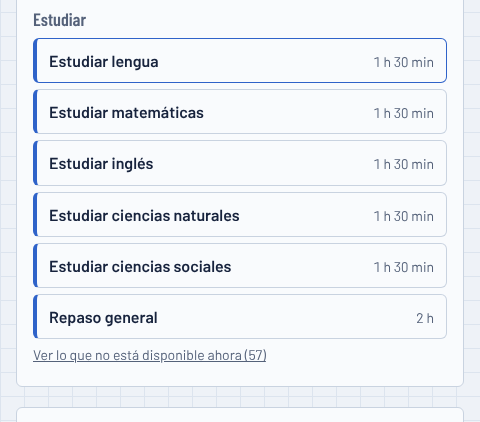 Estudiar
Estudiar lengua 1 h 30 min
Estudiar matemáticas 1 h 30 min
Estudiar inglés 1 h 30 min
Estudiar ciencias naturales 1 h 30 min
Estudiar ciencias sociales 1 h 30 min
Repaso general 2 h
Ver lo que no está disponible ahora (57)